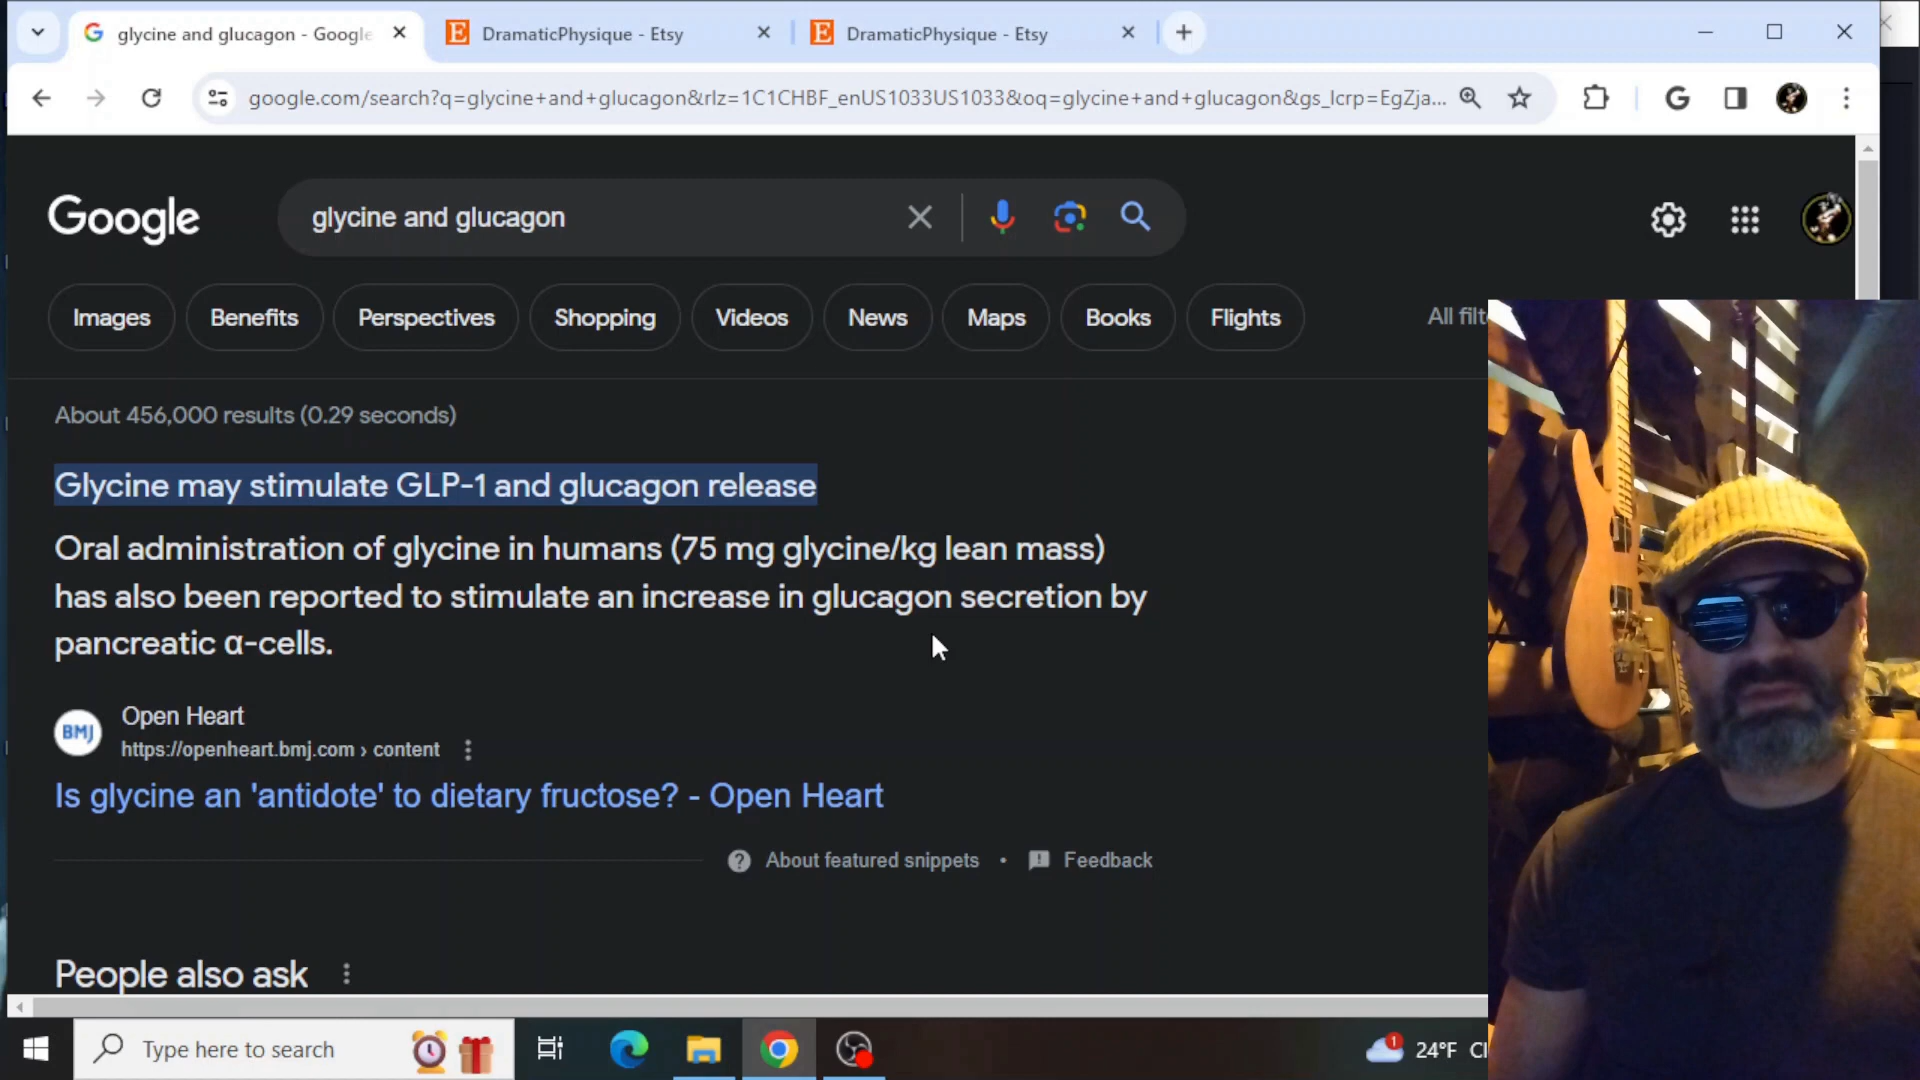 glycine and glucagon - Google
DramaticPhysique - Etsy
DramaticPhysique - Etsy
google.com/search?q=glycine+and+glucagon&rlz=1C1CHBF_enUS1033US1033&oq=glycine+and+glucagon&gs_lcrp=EgZja...
Google
glycine and glucagon
Images
Benefits
Perspectives
Shopping
Videos
News
Maps
Books
Flights
All filt
About 456,000 results (0.29 seconds)
Glycine may stimulate GLP-1 and glucagon release
Oral administration of glycine in humans (75 mg glycine/kg lean mass)
has also been reported to stimulate an increase in glucagon secretion by
pancreatic α-cells.
BMJ
Open Heart
https://openheart.bmj.com › content
Is glycine an 'antidote' to dietary fructose? - Open Heart
About featured snippets
•
Feedback
People also ask
Type here to search
1
24°F Cl